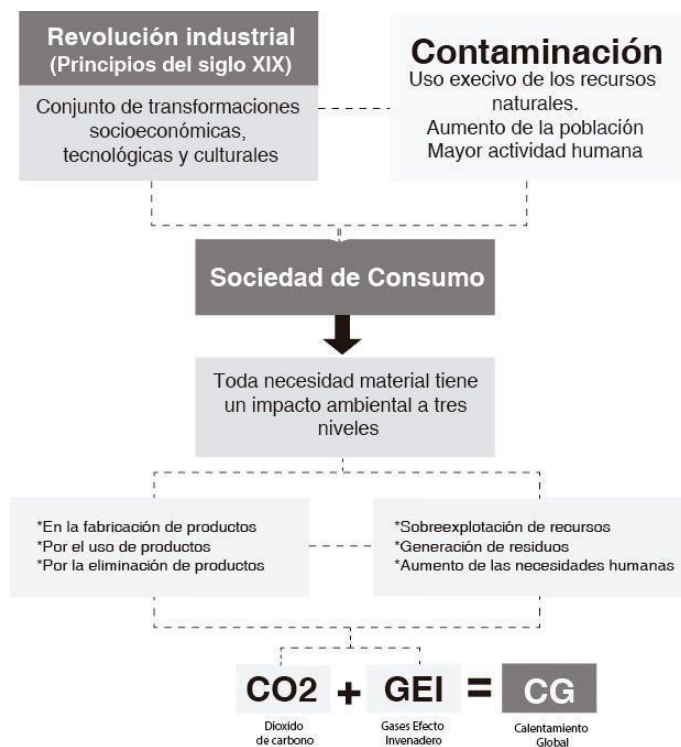 Revolución industrial
(Principios del siglo XIX)
Conjunto de transformaciones
socioeconómicas,
tecnológicas y culturales
Contaminación
Uso execivo de los recursos
naturales.
Aumento de la población
Mayor actividad humana
Sociedad de Consumo
Toda necesidad material tiene
un impacto ambiental a tres
niveles
*En la fabricación de productos
*Por el uso de productos
*Por la eliminación de productos
*Sobreexplotación de recursos
*Generación de residuos
*Aumento de las necesidades humanas
CO2 + GEI = CG
Dioxido
de carbono
Gases Efecto
Invenadero
Calentamiento
Global